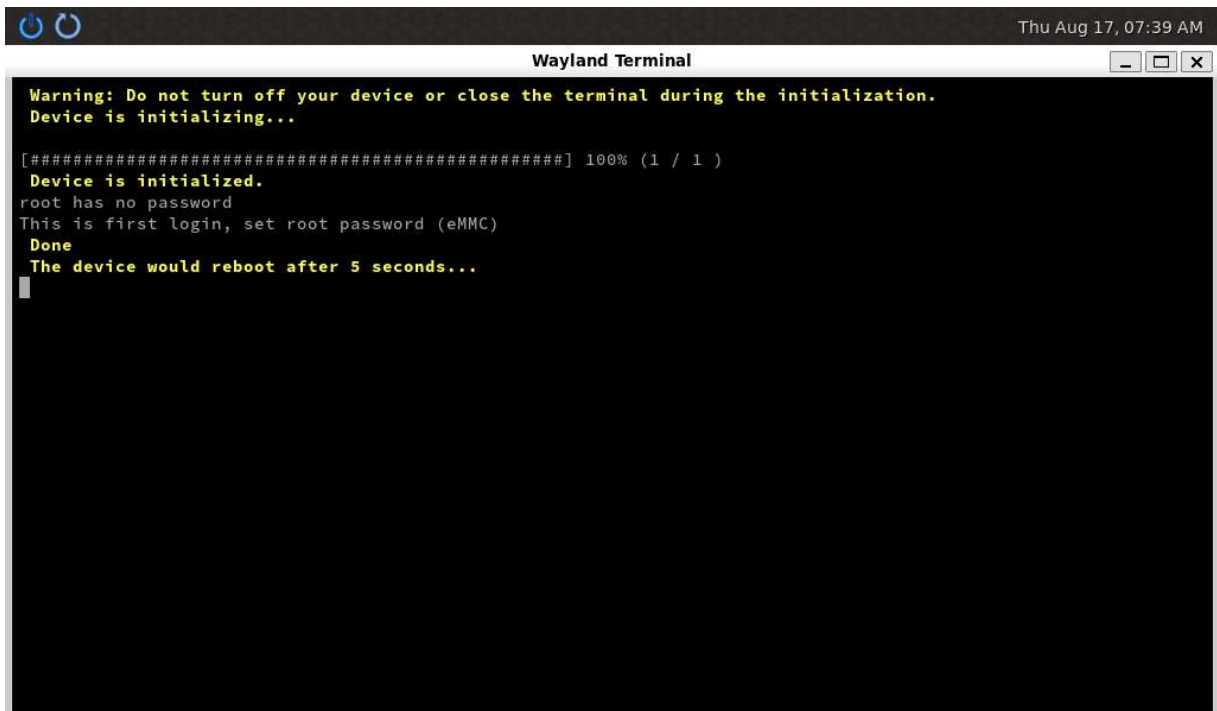 Thu Aug 17, 07:39 AM
Wayland Terminal
Warning: Do not turn off your device or close the terminal during the initialization.
Device is initializing...
[##################################################] 100% (1 / 1 )
Device is initialized.
root has no password
This is first login, set root password (eMMC)
Done
The device would reboot after 5 seconds...